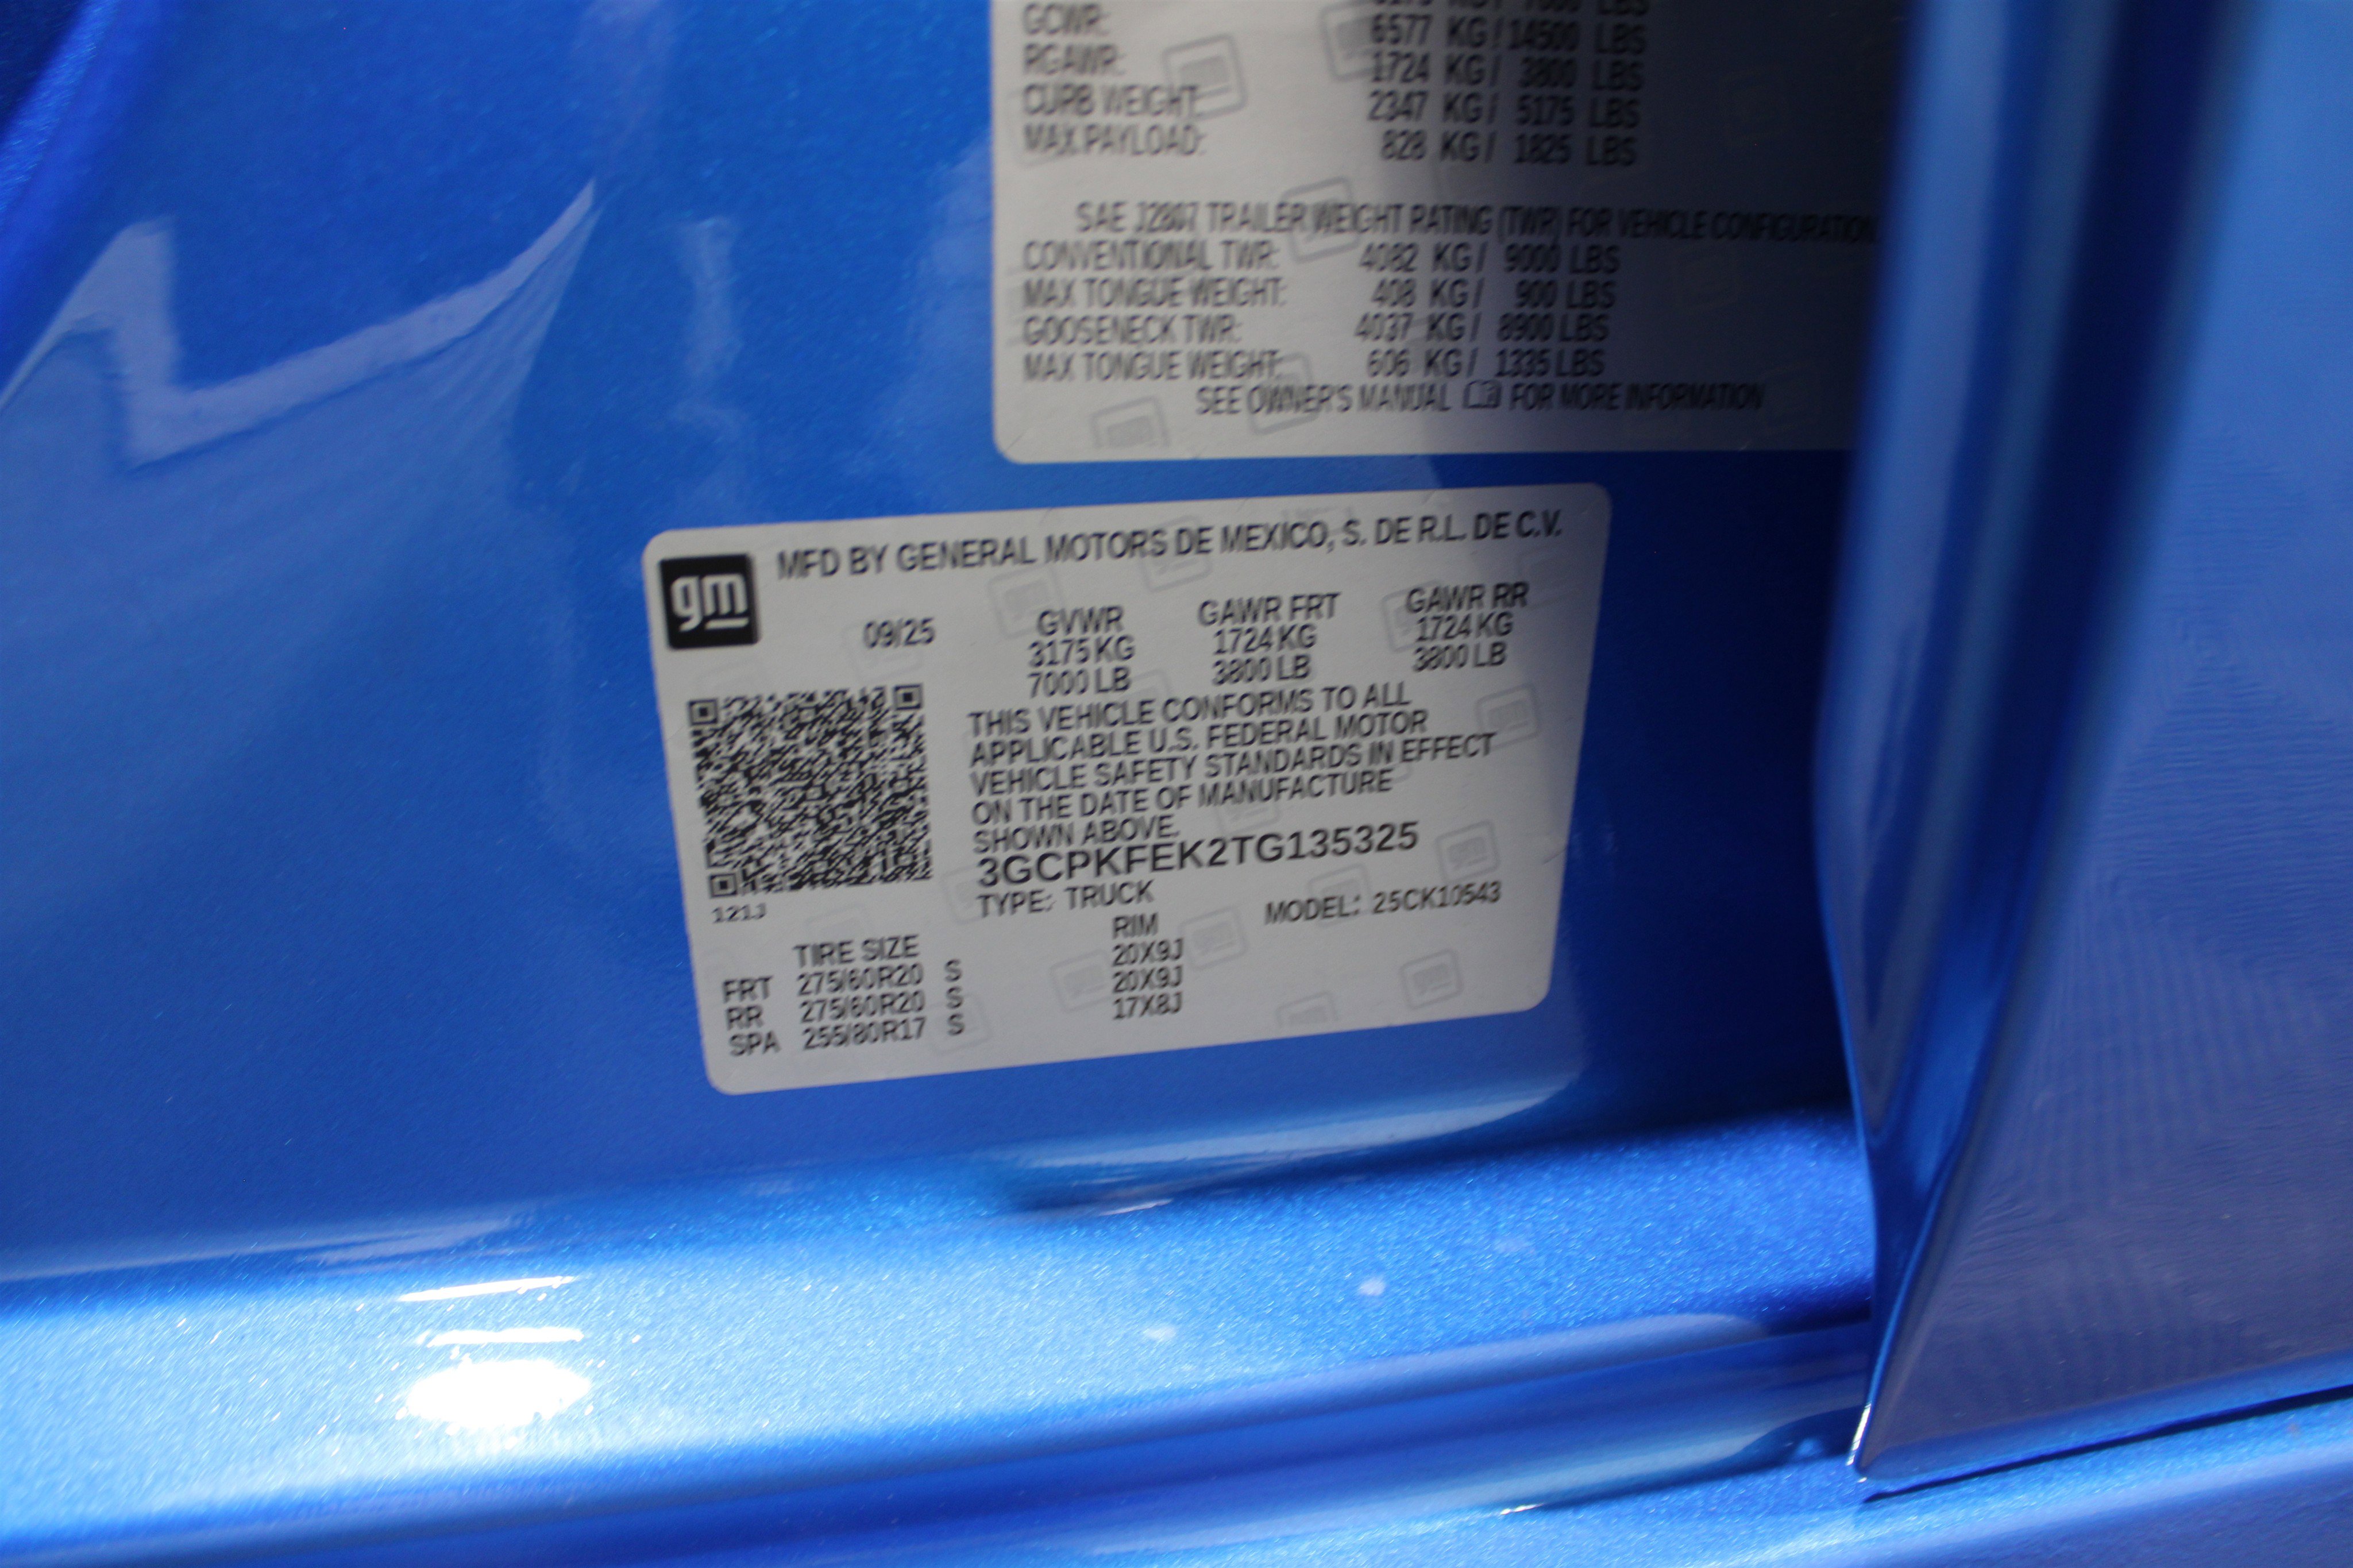 GCWR: 6577 KG / 14500 LBS
RGAWR: 1724 KG / 3800 LBS
CURB WEIGHT: 2347 KG / 5175 LBS
MAX PAYLOAD: 828 KG / 1825 LBS
SAE J2807 TRAILER WEIGHT RATING (TWR) FOR VEHICLE CONFIGURATION
CONVENTIONAL TWR: 4082 KG / 9000 LBS
MAX TONGUE WEIGHT: 408 KG / 900 LBS
GOOSENECK TWR: 4037 KG / 8900 LBS
MAX TONGUE WEIGHT: 606 KG / 1335 LBS
SEE OWNER'S MANUAL FOR MORE INFORMATION
gm
MFD BY GENERAL MOTORS DE MEXICO, S. DE R.L. DE C.V.
09/25 GVWR GAWR FRT GAWR RR
3175 KG 1724 KG 1724 KG
7000 LB 3800 LB 3800 LB
THIS VEHICLE CONFORMS TO ALL
APPLICABLE U.S. FEDERAL MOTOR
VEHICLE SAFETY STANDARDS IN EFFECT
ON THE DATE OF MANUFACTURE
SHOWN ABOVE.
3GCPKFEK2TG135325
121J
TYPE: TRUCK MODEL: 25CK10543
TIRE SIZE RIM
FRT 275/60R20 S 20X9J
RR 275/60R20 S 20X9J
SPA 255/80R17 S 17X8J